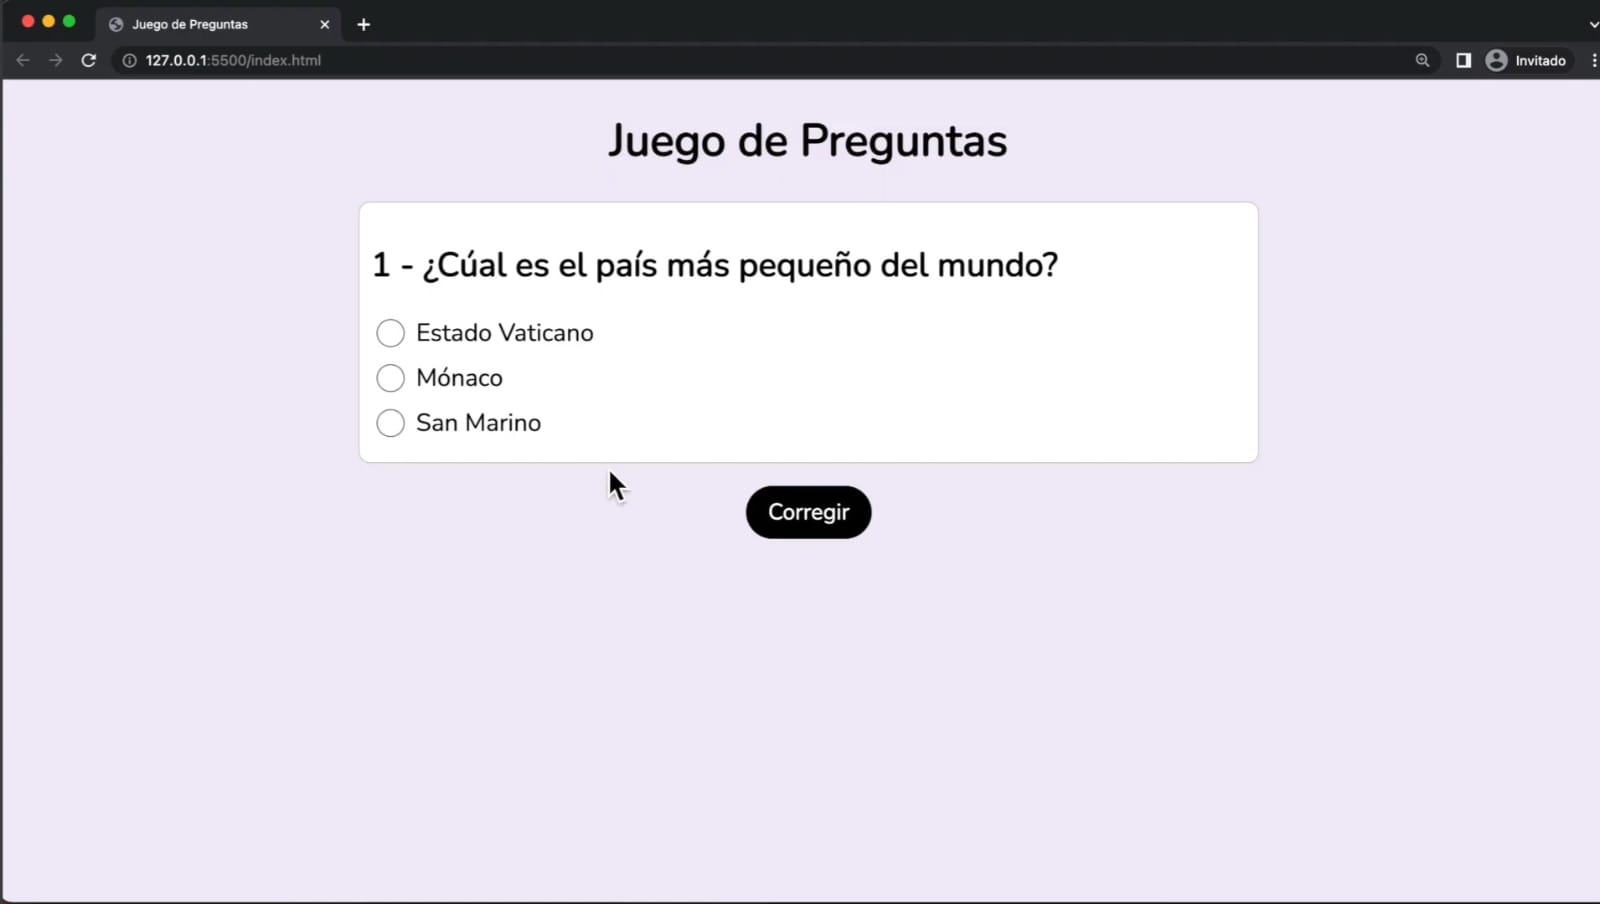 Juego de Preguntas
127.0.0.1:5500/index.html
Invitado
Juego de Preguntas
1 - ¿Cúal es el país más pequeño del mundo?
Estado Vaticano
Mónaco
San Marino
Corregir